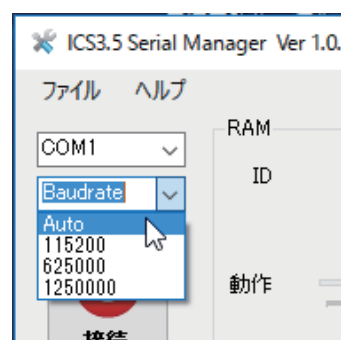 ICS3.5 Serial Manager Ver 1.0.
ファイル ヘルプ
COM1
Baudrate
Auto
115200
625000
1250000
接続
RAM
ID
動作